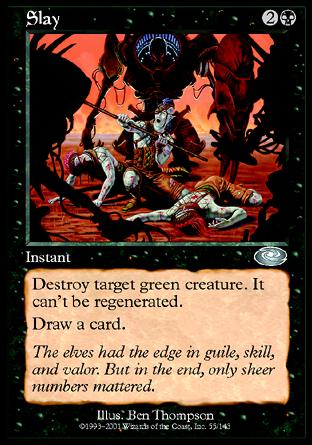 Slay 2
Instant
Destroy target green creature. It
can't be regenerated.
Draw a card.
The elves had the edge in guile, skill,
and valor. But in the end, only sheer
numbers mattered.
Illus. Ben Thompson
©1993–2001 Wizards of the Coast, Inc. 55/143